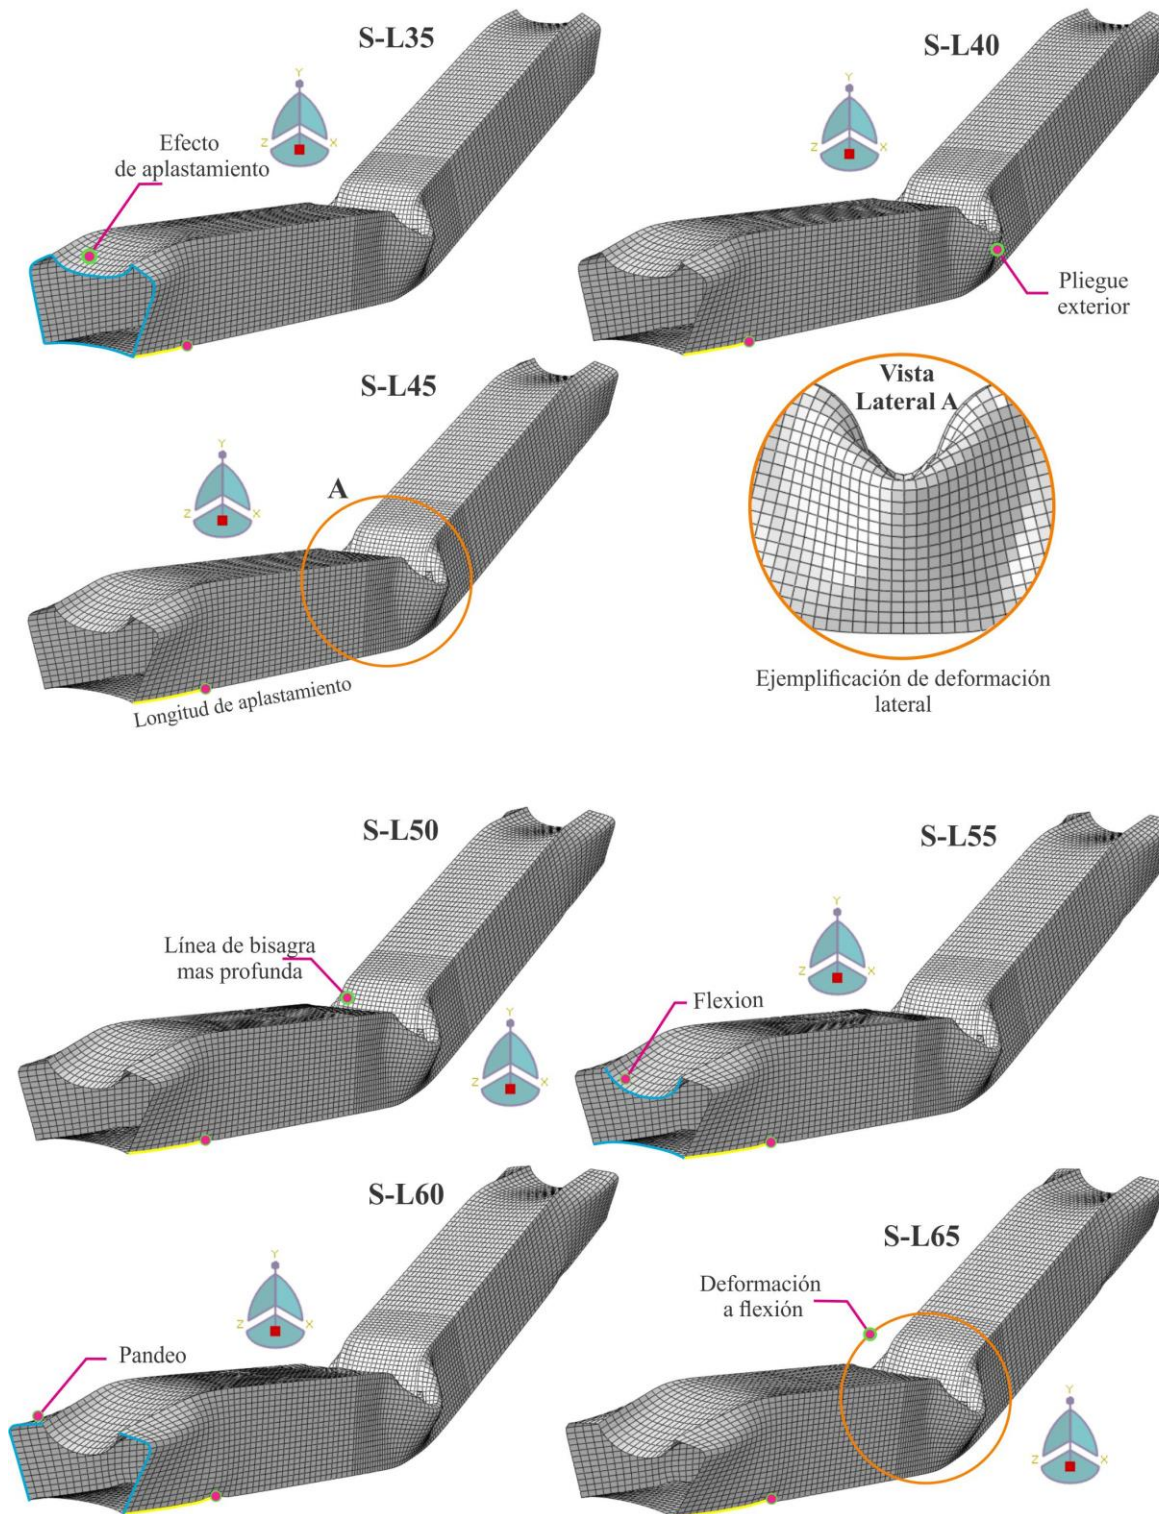 S-L35
Y
Z
X
Efecto
de aplastamiento
S-L40
Y
Z
X
Pliegue
exterior
S-L45
Y
Z
X
A
Longitud de aplastamiento
Vista
Lateral A
Ejemplificación de deformación
lateral
S-L50
Línea de bisagra
mas profunda
Y
Z
X
S-L55
Y
Z
X
Flexion
S-L60
Y
Z
X
Pandeo
S-L65
Deformación
a flexión
Y
Z
X